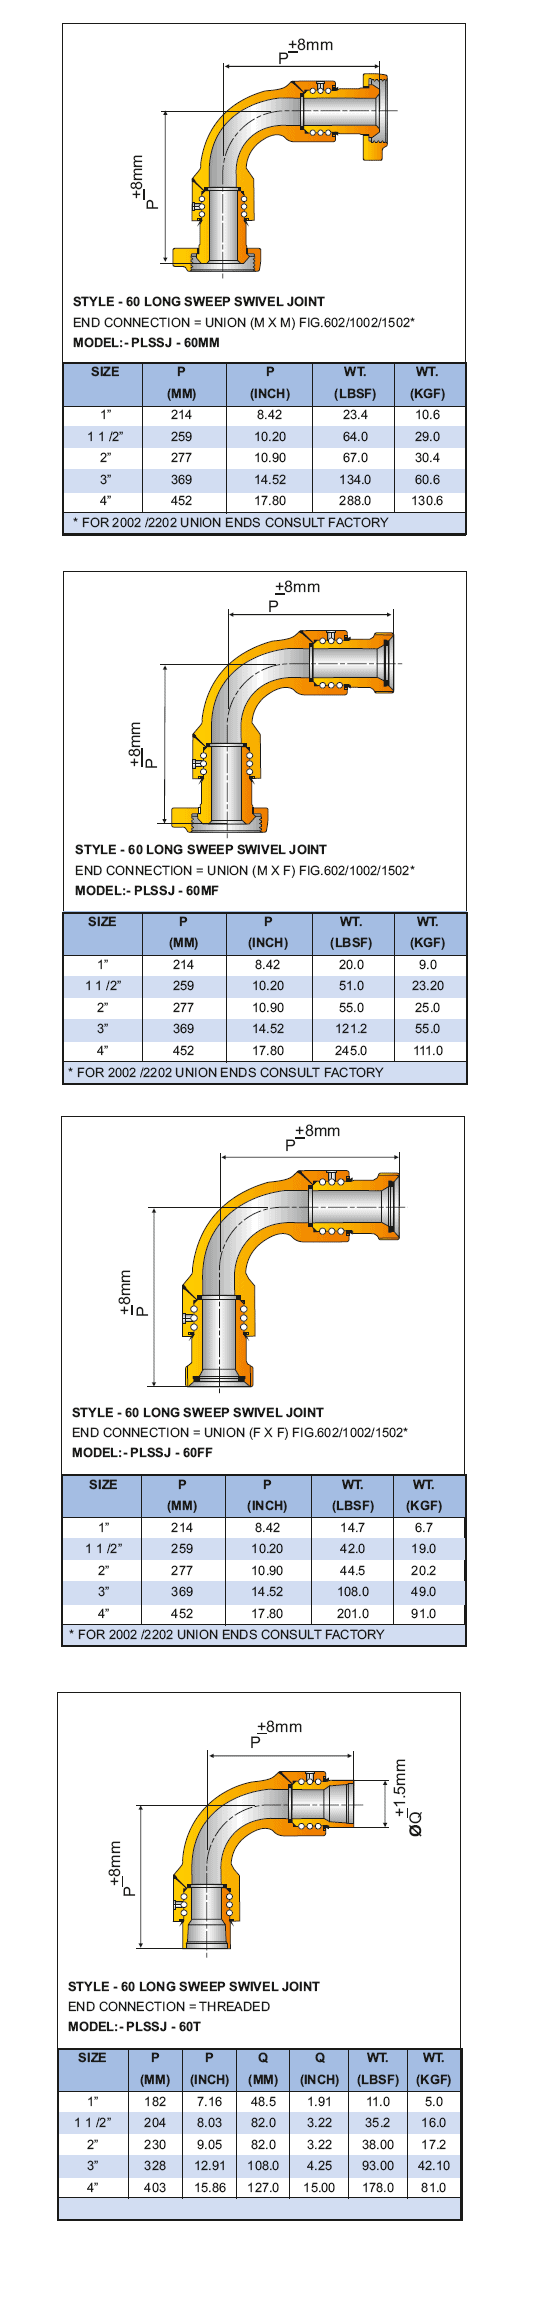 ±8mm
P
±8mm
P
STYLE - 60 LONG SWEEP SWIVEL JOINT
END CONNECTION = UNION (M X M) FIG.602/1002/1502*
MODEL:- PLSSJ - 60MM
SIZE P P WT. WT.
(MM) (INCH) (LBSF) (KGF)
1” 214 8.42 23.4 10.6
1 1 /2” 259 10.20 64.0 29.0
2” 277 10.90 67.0 30.4
3” 369 14.52 134.0 60.6
4” 452 17.80 288.0 130.6
* FOR 2002 /2202 UNION ENDS CONSULT FACTORY
±8mm
P
±8mm
P
STYLE - 60 LONG SWEEP SWIVEL JOINT
END CONNECTION = UNION (M X F) FIG.602/1002/1502*
MODEL:- PLSSJ - 60MF
SIZE P P WT. WT.
(MM) (INCH) (LBSF) (KGF)
1” 214 8.42 20.0 9.0
1 1 /2” 259 10.20 51.0 23.20
2” 277 10.90 55.0 25.0
3” 369 14.52 121.2 55.0
4” 452 17.80 245.0 111.0
* FOR 2002 /2202 UNION ENDS CONSULT FACTORY
±8mm
P
±8mm
P
STYLE - 60 LONG SWEEP SWIVEL JOINT
END CONNECTION = UNION (F X F) FIG.602/1002/1502*
MODEL:- PLSSJ - 60FF
SIZE P P WT. WT.
(MM) (INCH) (LBSF) (KGF)
1” 214 8.42 14.7 6.7
1 1 /2” 259 10.20 42.0 19.0
2” 277 10.90 44.5 20.2
3” 369 14.52 108.0 49.0
4” 452 17.80 201.0 91.0
* FOR 2002 /2202 UNION ENDS CONSULT FACTORY
±8mm
P
±1.5mm
ØQ
±8mm
P
STYLE - 60 LONG SWEEP SWIVEL JOINT
END CONNECTION = THREADED
MODEL:- PLSSJ - 60T
SIZE P P Q Q WT. WT.
(MM) (INCH) (MM) (INCH) (LBSF) (KGF)
1” 182 7.16 48.5 1.91 11.0 5.0
1 1 /2” 204 8.03 82.0 3.22 35.2 16.0
2” 230 9.05 82.0 3.22 38.00 17.2
3” 328 12.91 108.0 4.25 93.00 42.10
4” 403 15.86 127.0 15.00 178.0 81.0